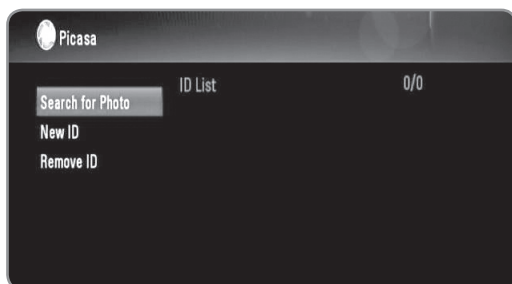 Picasa
ID List 0/0
Search for Photo
New ID
Remove ID